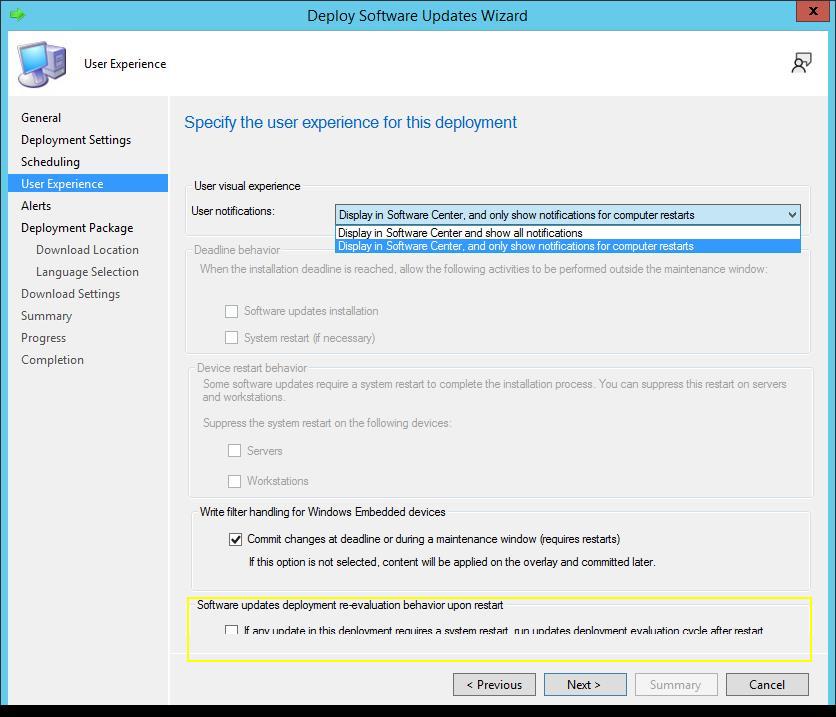 Deploy Software Updates Wizard
x
User Experience
General
Deployment Settings
Scheduling
User Experience
Alerts
Deployment Package
Download Location
Language Selection
Download Settings
Summary
Progress
Completion
Specify the user experience for this deployment
User visual experience
User notifications:
Display in Software Center, and only show notifications for computer restarts
Display in Software Center and show all notifications
Display in Software Center, and only show notifications for computer restarts
Deadline behavior
When the installation deadline is reached, allow the following activities to be performed outside the maintenance window:
Software updates installation
System restart (if necessary)
Device restart behavior
Some software updates require a system restart to complete the installation process. You can suppress this restart on servers
and workstations.
Suppress the system restart on the following devices:
Servers
Workstations
Write filter handling for Windows Embedded devices
Commit changes at deadline or during a maintenance window (requires restarts)
If this option is not selected, content will be applied on the overlay and committed later.
Software updates deployment re-evaluation behavior upon restart
If any update in this deployment requires a system restart, run updates deployment evaluation cycle after restart
< Previous
Next >
Summary
Cancel